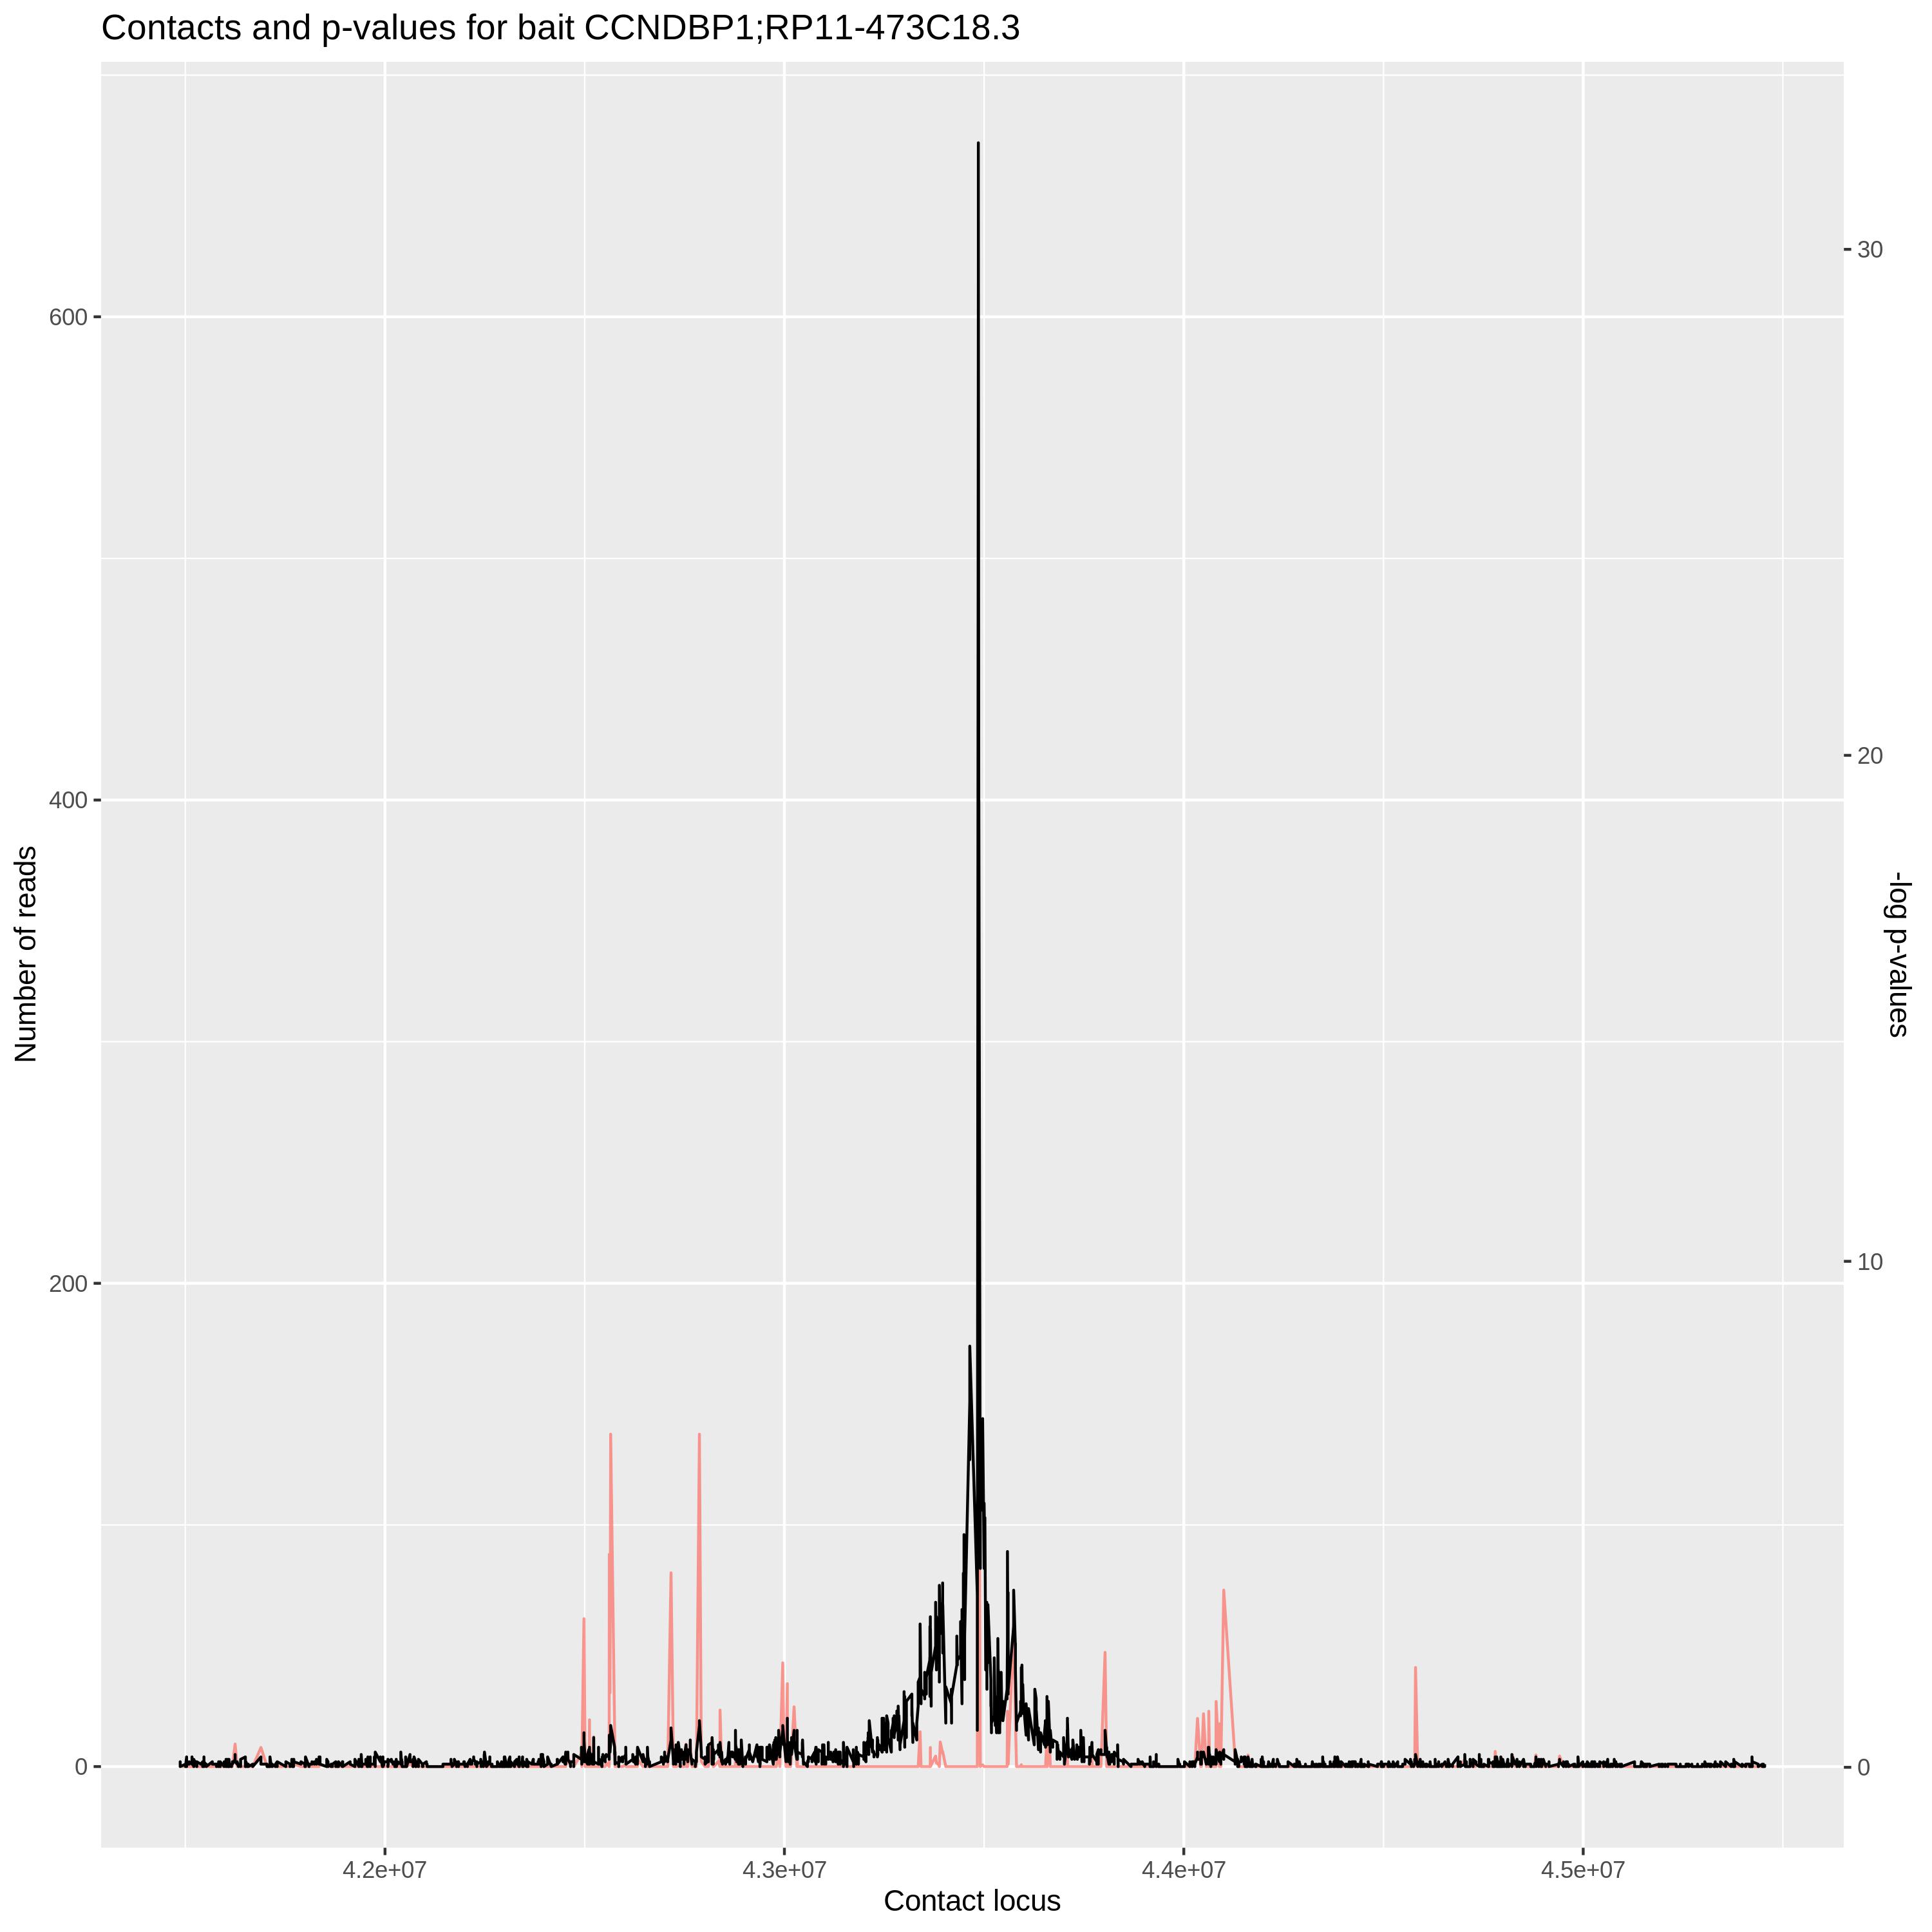 Contacts and p-values for bait CCNDBP1;RP11-473C18.3
600
400
200
0
Number of reads
30
20
10
0
-log p-values
4.2e+07
4.3e+07
4.4e+07
4.5e+07
Contact locus